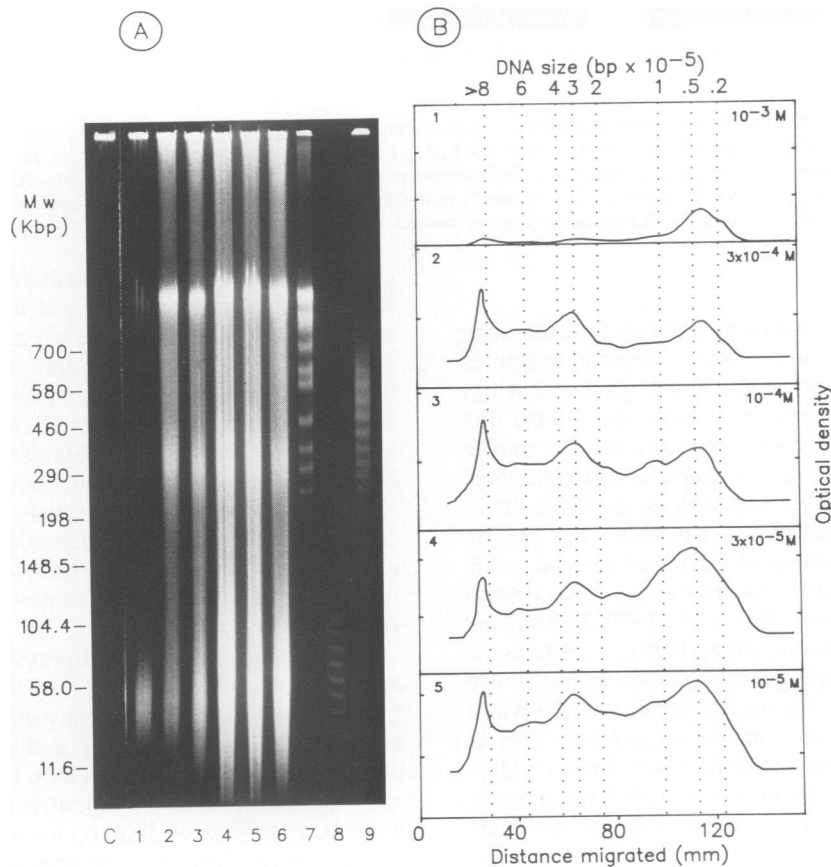 A
Mw
(Kbp)
700
580
460
290
198
148.5
104.4
58.0
11.6
C 1 2 3 4 5 6 7 8 9
B
DNA size (bp x 10-5)
>8 6 4 3 2 1 .5 .2
1 10-3 M
2 3x10-4 M
3 10-4 M
4 3x10-5 M
5 10-5 M
Optical density
0 40 80 120
Distance migrated (mm)